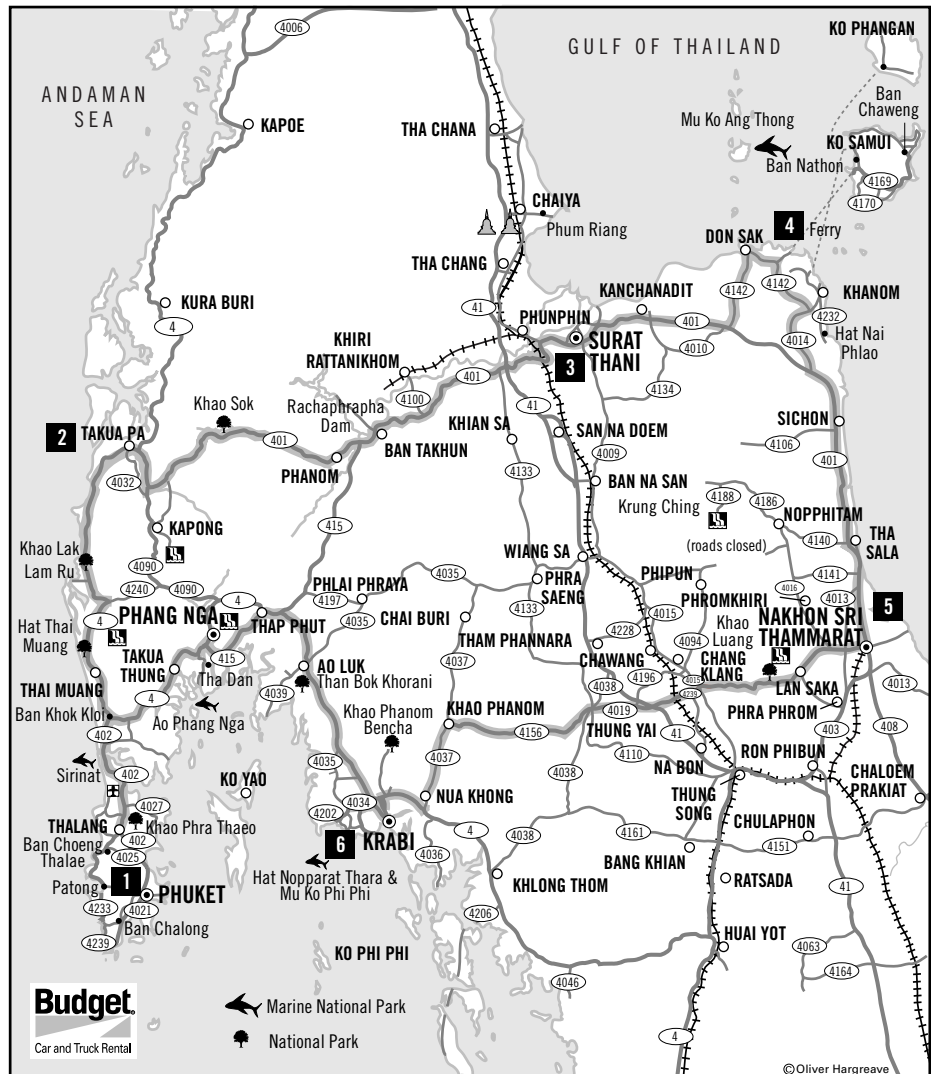 4006
GULF OF THAILAND
KO PHANGAN
ANDAMAN
SEA
Ban
Chaweng
KAPOE
THA CHANA
Mu Ko Ang Thong
KO SAMUI
Ban Nathon
4169
4170
CHAIYA
Phum Riang
4
Ferry
DON SAK
THA CHANG
4142
4142
KANCHANADIT
KHANOM
KURA BURI
41
4232
4
PHUNPHIN
401
Hat Nai
Phlao
KHIRI
RATTANIKHOM
SURAT
THANI
4010
4014
3
401
4134
4100
Khao Sok
Rachaphrapha
Dam
41
KHIAN SA
SAN NA DOEM
SICHON
2
TAKUA PA
401
BAN TAKHUN
4106
4009
401
PHANOM
4133
4032
BAN NA SAN
4188
4186
Krung Ching
NOPPHITAM
KAPONG
415
(roads closed)
THA
SALA
4140
Khao Lak
Lam Ru
WIANG SA
4090
4035
PHIPUN
4141
4240
4090
PHLAI PHRAYA
PHRA
SAENG
4016
4
4197
PHROMKHIRI
4013
5
4
PHANG NGA
4035
CHAI BURI
4133
4015
NAKHON SRI
THAMMARAT
THAP PHUT
4228
Khao
Luang
Hat Thai
Muang
THAM PHANNARA
4094
TAKUA
THUNG
415
CHAWANG
CHANG
KLANG
Tha Dan
AO LUK
4037
4196
4015
4013
THAI MUANG
Than Bok Khorani
4038
4239
LAN SAKA
4
4039
PHRA PHROM
Ban Khok Kloi
Ao Phang Nga
Khao Phanom
Bencha
KHAO PHANOM
4019
408
402
4156
THUNG YAI
41
403
RON PHIBUN
4037
4110
Sirinat
402
4035
4038
NA BON
CHALOEM
PRAKIAT
KO YAO
THUNG
SONG
4027
4034
NUA KHONG
THALANG
Khao Phra Thaeo
4202
CHULAPHON
402
KRABI
4
4038
4161
Ban Choeng
Thalae
4025
6
4036
4151
BANG KHIAN
Hat Nopparat Thara &
Mu Ko Phi Phi
1
KHLONG THOM
RATSADA
41
Patong
PHUKET
4233
4021
4206
Ban Chalong
HUAI YOT
4239
KO PHI PHI
4063
4164
4046
Budget®
Car and Truck Rental
Marine National Park
National Park
4
©Oliver Hargreave